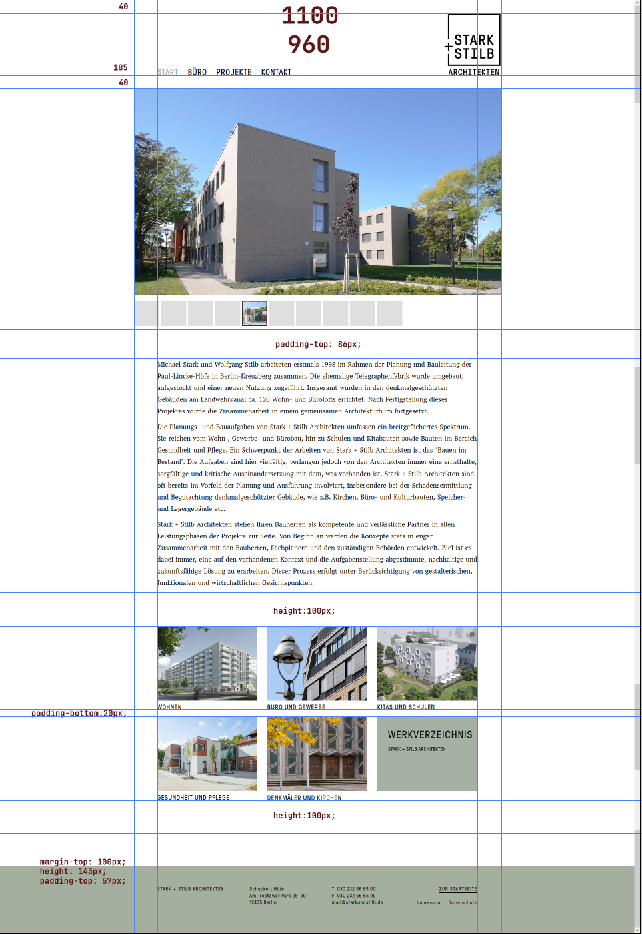 40
1100
960
+STARK
STILB
ARCHITEKTEN
185
START BÜRO PROJEKTE KONTAKT
40
padding-top: 86px;
Michael Stark und Wolfgang Stilb arbeiteten erstmals 1998 im Rahmen der Planung und Bauleitung der
Paul-Lincke-Höfe in Berlin-Kreuzberg zusammen. Die ehemalige Telegraphenfabrik wurde umgebaut,
aufgestockt und einer neuen Nutzung zugeführt. Insgesamt wurden in den denkmalgeschützten
Gebäuden am Landwehrkanal ca. 120 Wohn- und Bürolofts errichtet. Nach Fertigstellung dieses
Projektes wurde die Zusammenarbeit in einem gemeinsamen Architekturbüro fortgesetzt.
Die Planungs- und Bauaufgaben von Stark + Stilb Architekten umfassen ein breitgefächertes Spektrum.
Sie reichen vom Wohn-, Gewerbe- und Bürobau, hin zu Schulen und Kitabauten sowie Bauten im Bereich
Gesundheit und Pflege. Ein Schwerpunkt der Arbeiten von Stark + Stilb Architekten ist das "Bauen im
Bestand". Die Aufgaben sind hier vielfältig, verlangen jedoch von den Architekten immer eine ernsthafte,
sorgfältige und kritische Auseinandersetzung mit dem, was vorhanden ist. Stark + Stilb Architekten sind
oft bereits im Vorfeld der Planung und Ausführung involviert, insbesondere bei der Schadensermittlung
und Begutachtung denkmalgeschützter Gebäude, wie z.B. Kirchen, Büro- und Kulturbauten, Speicher-
und Lagergebäude etc.
Stark + Stilb Architekten stehen Ihren Bauherren als kompetente und verlässliche Partner in allen
Leistungsphasen der Projekte zur Seite. Von Beginn an werden die Konzepte stets in enger
Zusammenarbeit mit den Bauherren, Fachplanern und den zuständigen Behörden entwickelt. Ziel ist es
dabei immer, eine auf den vorhandenen Kontext und die Aufgabenstellung abgestimmte, nachhaltige und
zukunftsfähige Lösung zu erarbeiten. Dieser Prozess erfolgt unter Berücksichtigung von gestalterischen,
funktionalen und wirtschaftlichen Gesichtspunkten.
height:100px;
WOHNEN BÜRO UND GEWERBE KITAS UND SCHULEN
padding-bottom:20px;
WERKVERZEICHNIS
STARK + STILB ARCHITEKTEN
GESUNDHEIT UND PFLEGE DENKMÄLER UND KIRCHEN
height:100px;
margin-top: 100px;
height: 143px;
padding-top: 57px;
STARK + STILB ARCHITEKTEN
ZUR STARTSEITE
Impressum Datenschutz